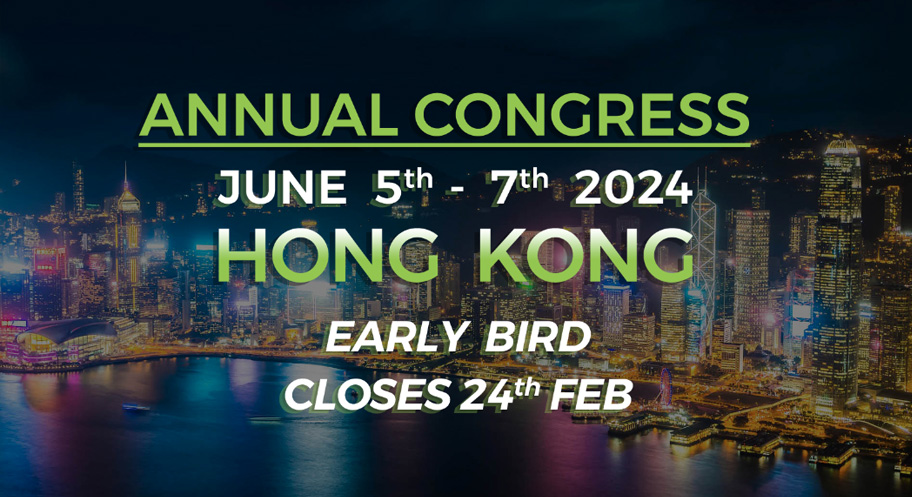 ANNUAL CONGRESS
JUNE 5th - 7th 2024
HONG KONG
EARLY BIRD
CLOSES 24th FEB